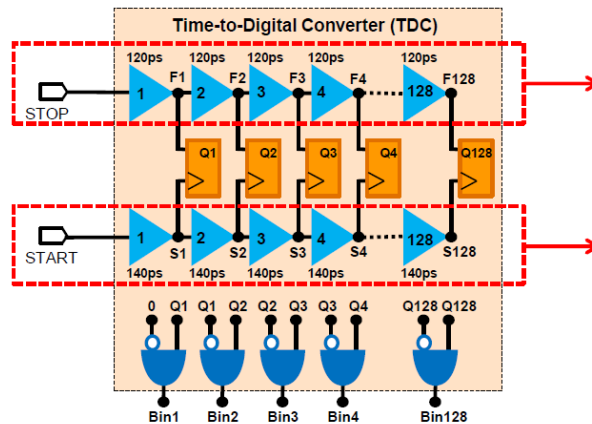 Time-to-Digital Converter (TDC)
120ps 120ps 120ps 120ps 120ps
1 F1 2 F2 3 F3 4 F4 128 F128
STOP
Q1 Q2 Q3 Q4 Q128
1 S1 2 S2 3 S3 4 S4 128 S128
START
140ps 140ps 140ps 140ps 140ps
0 Q1 Q1 Q2 Q2 Q3 Q3 Q4 Q128 Q128
Bin1 Bin2 Bin3 Bin4 Bin128